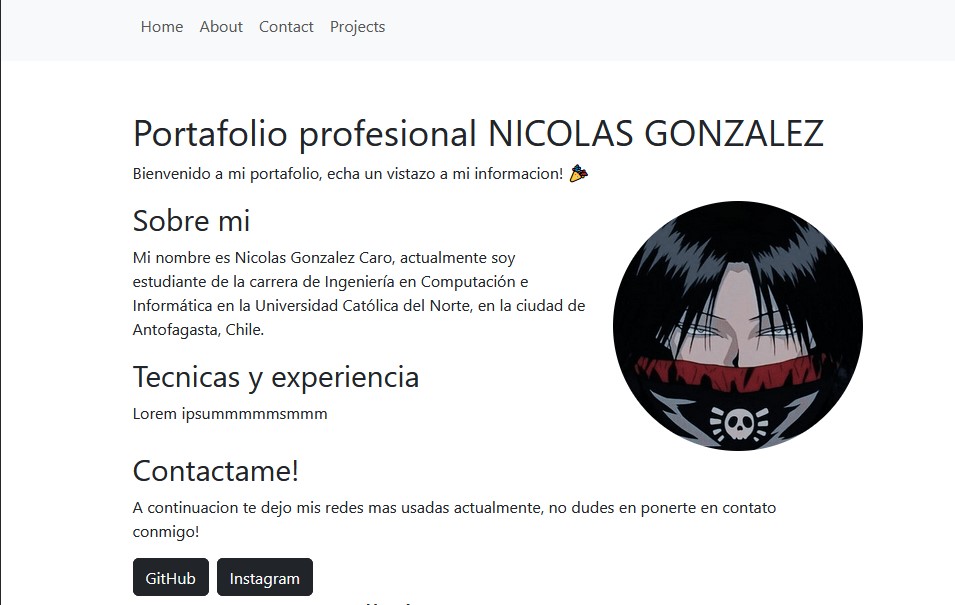 Home About Contact Projects
Portafolio profesional NICOLAS GONZALEZ
Bienvenido a mi portafolio, echa un vistazo a mi informacion! 🎉
Sobre mi
Mi nombre es Nicolas Gonzalez Caro, actualmente soy
estudiante de la carrera de Ingeniería en Computación e
Informática en la Universidad Católica del Norte, en la ciudad de
Antofagasta, Chile.
Tecnicas y experiencia
Lorem ipsummmmmsmmm
Contactame!
A continuacion te dejo mis redes mas usadas actualmente, no dudes en ponerte en contato
conmigo!
GitHub Instagram